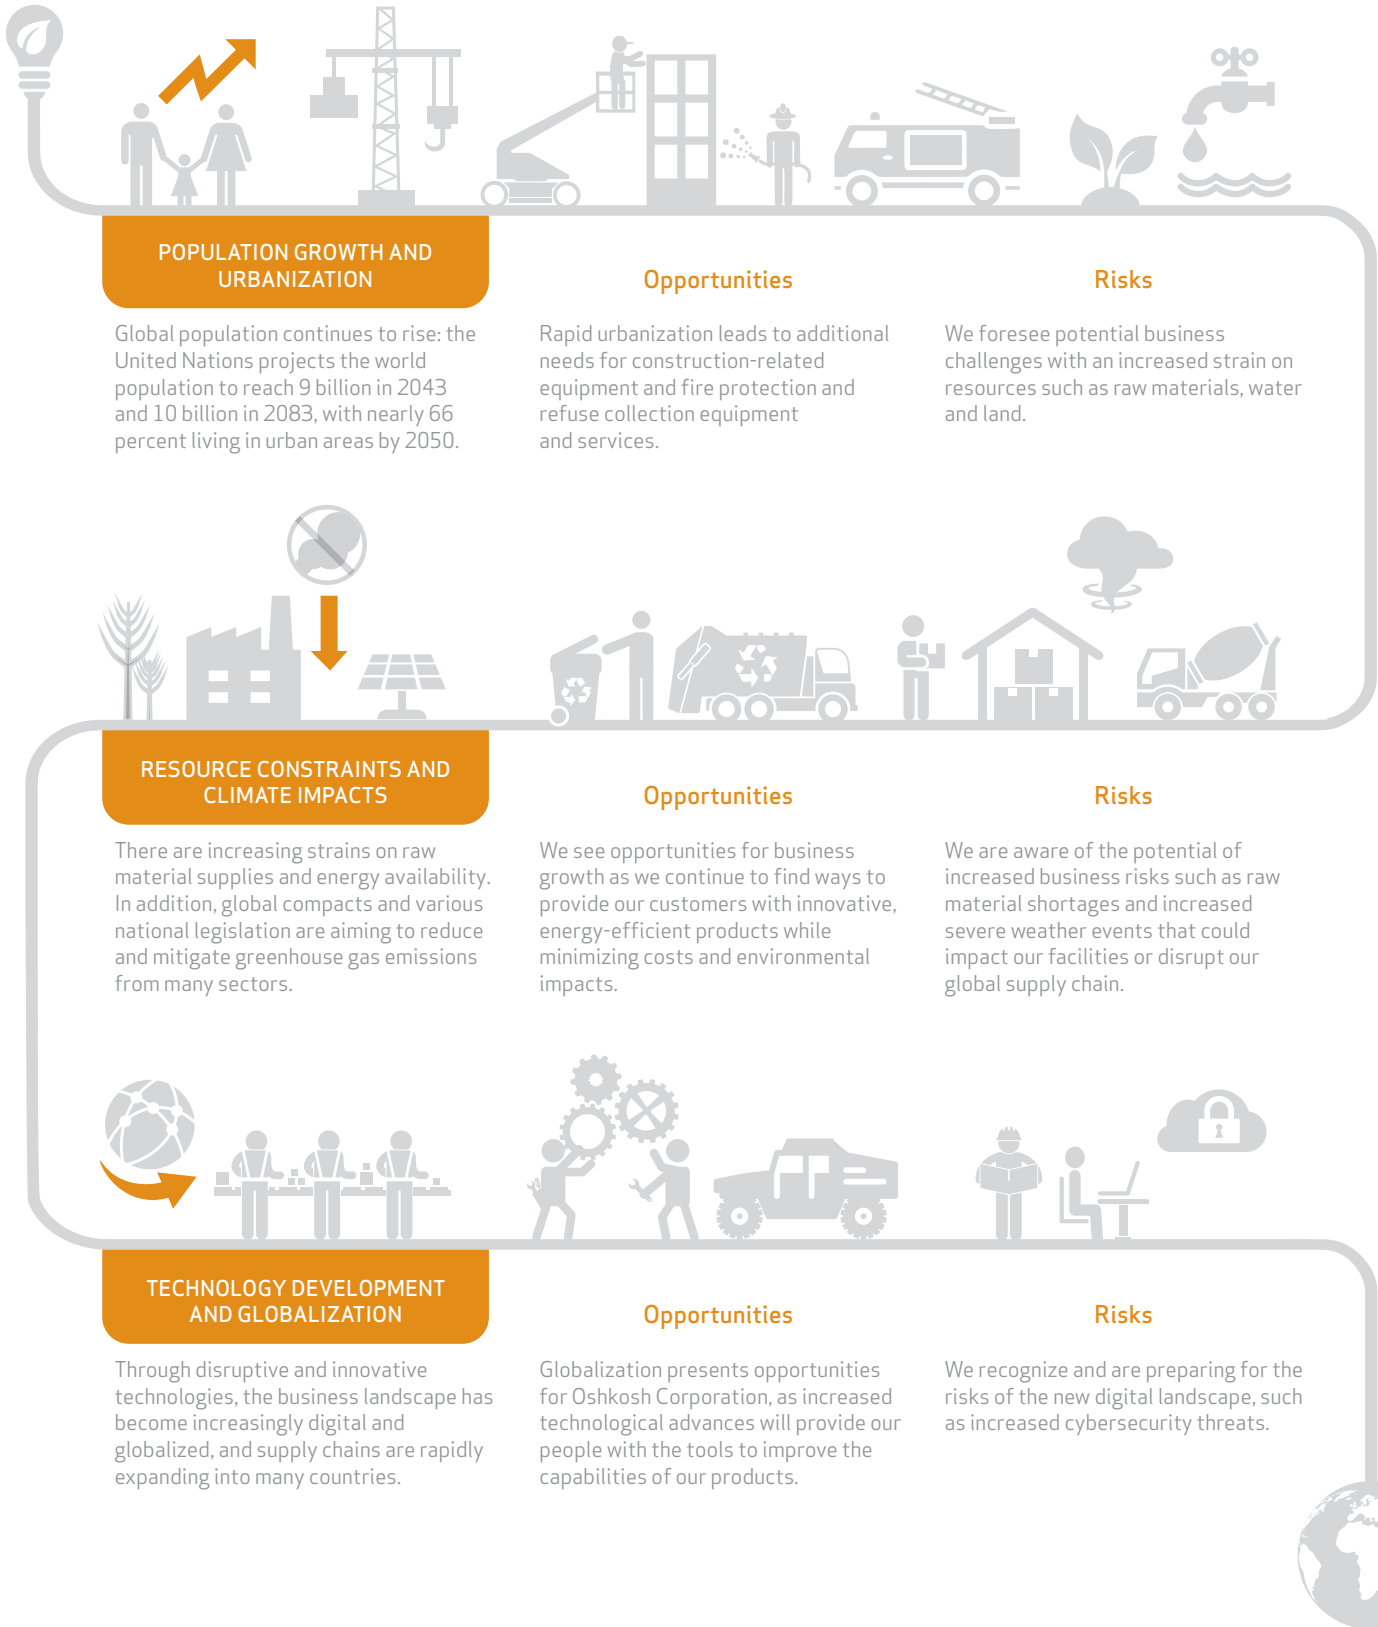 POPULATION GROWTH AND
URBANIZATION
Global population continues to rise: the
United Nations projects the world
population to reach 9 billion in 2043
and 10 billion in 2083, with nearly 66
percent living in urban areas by 2050.
Opportunities
Rapid urbanization leads to additional
needs for construction-related
equipment and fire protection and
refuse collection equipment
and services.
Risks
We foresee potential business
challenges with an increased strain on
resources such as raw materials, water
and land.
RESOURCE CONSTRAINTS AND
CLIMATE IMPACTS
There are increasing strains on raw
material supplies and energy availability.
In addition, global compacts and various
national legislation are aiming to reduce
and mitigate greenhouse gas emissions
from many sectors.
Opportunities
We see opportunities for business
growth as we continue to find ways to
provide our customers with innovative,
energy-efficient products while
minimizing costs and environmental
impacts.
Risks
We are aware of the potential of
increased business risks such as raw
material shortages and increased
severe weather events that could
impact our facilities or disrupt our
global supply chain.
TECHNOLOGY DEVELOPMENT
AND GLOBALIZATION
Through disruptive and innovative
technologies, the business landscape has
become increasingly digital and
globalized, and supply chains are rapidly
expanding into many countries.
Opportunities
Globalization presents opportunities
for Oshkosh Corporation, as increased
technological advances will provide our
people with the tools to improve the
capabilities of our products.
Risks
We recognize and are preparing for the
risks of the new digital landscape, such
as increased cybersecurity threats.